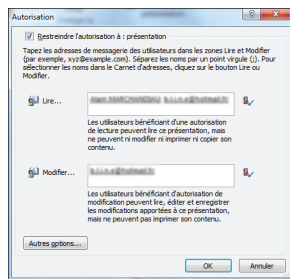 Autorisation
Restreindre l'autorisation à : présentation
Tapez les adresses de messagerie des utilisateurs dans les zones Lire et Modifier
(par exemple, xyz@example.com). Séparez les noms par un point virgule (;). Pour
sélectionner les noms dans le Carnet d'adresses, cliquez sur le bouton Lire ou
Modifier.
Lire...
Les utilisateurs bénéficiant d'une autorisation
de lecture peuvent lire ce présentation, mais
ne peuvent ni modifier ni imprimer ni copier son
contenu.
Modifier...
Les utilisateurs bénéficiant d'autorisation de
modification peuvent lire, éditer et enregistrer
les modifications apportées à ce présentation,
mais ne peuvent pas imprimer son contenu.
Autres options...
OK Annuler